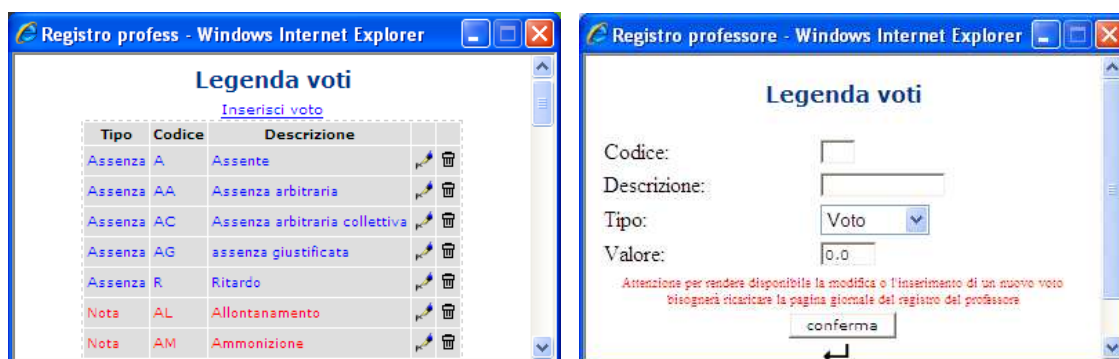 Registro profess - Windows Internet Explorer
Legenda voti
Inserisci voto
Tipo Codice Descrizione
Assenza A Assente
Assenza AA Assenza arbitraria
Assenza AC Assenza arbitraria collettiva
Assenza AG assenza giustificata
Assenza R Ritardo
Nota AL Allontanamento
Nota AM Ammonizione
Registro professore - Windows Internet Explorer
Legenda voti
Codice:
Descrizione:
Tipo: Voto
Valore: 0.0
Attenzione per rendere disponibile la modifica o l'inserimento di un nuovo voto
bisognerà ricaricare la pagina giornale del registro del professore
conferma